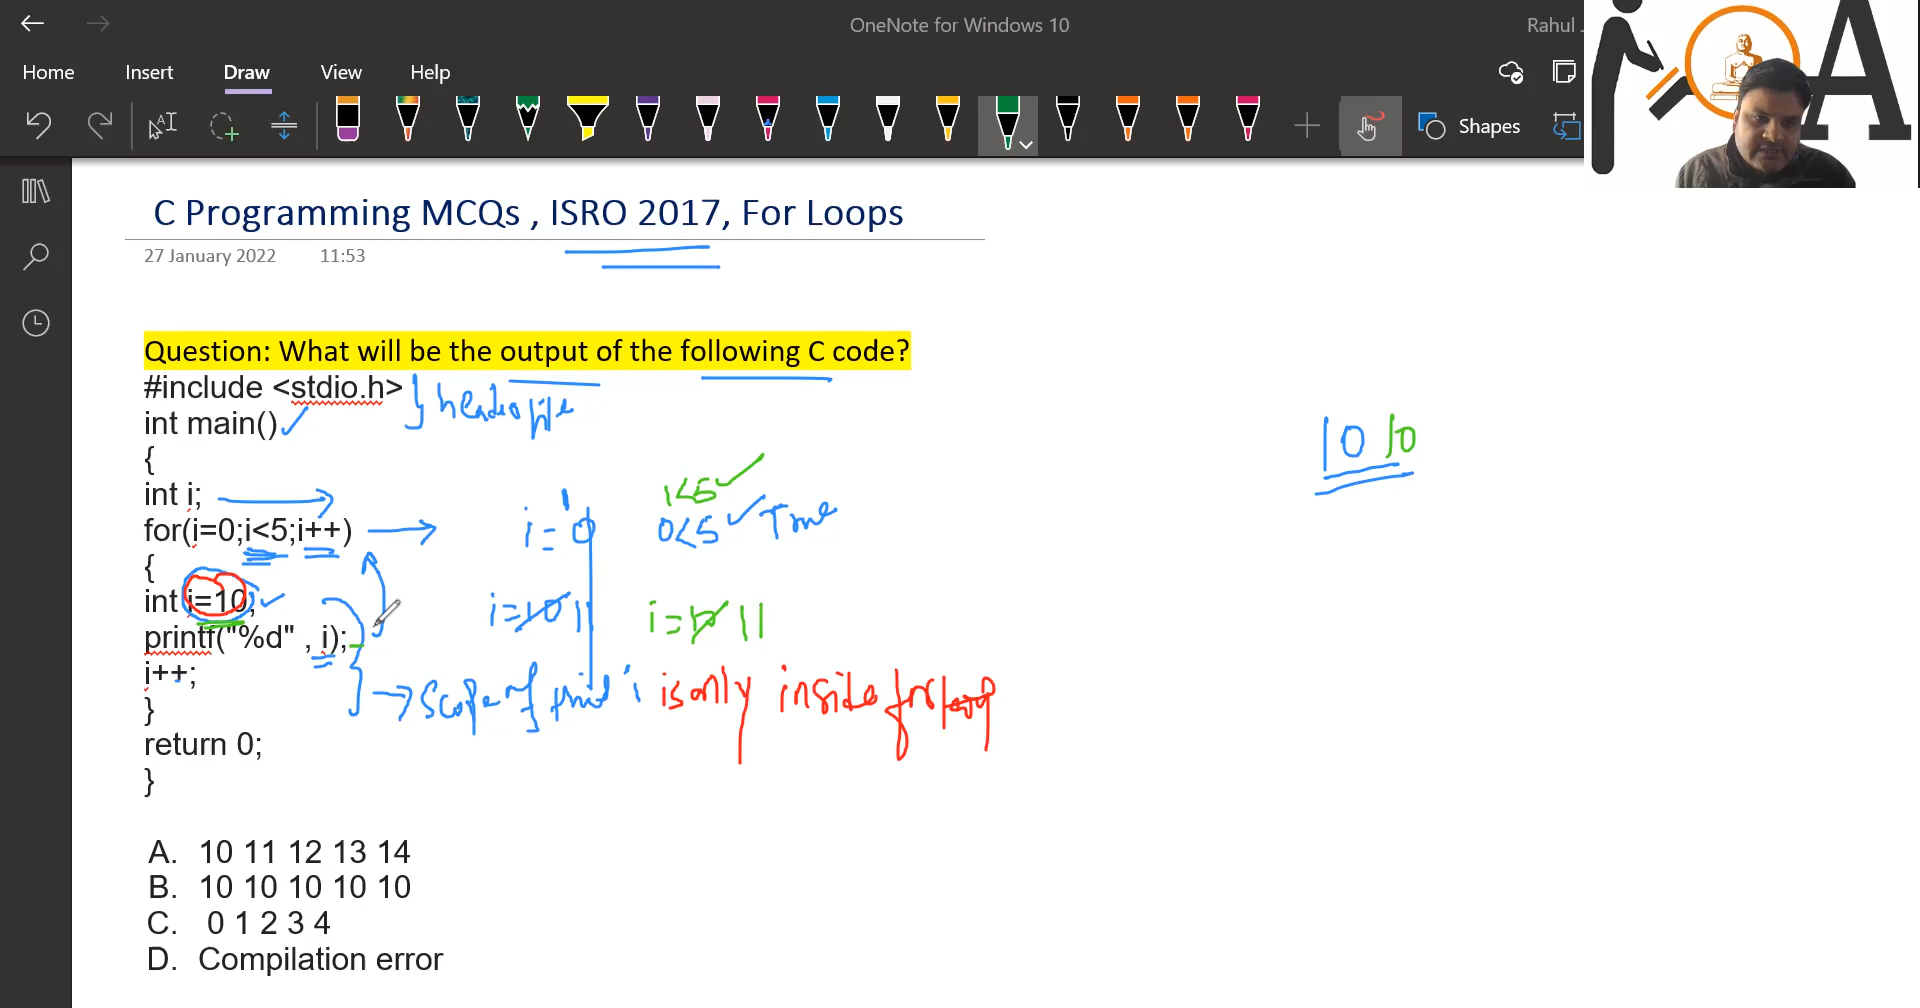 OneNote for Windows 10
Rahul
Home Insert Draw View Help
Shapes
A
C Programming MCQs , ISRO 2017, For Loops
27 January 2022 11:53
Question: What will be the output of the following C code?
#include <stdio.h> } header file
int main()
{
int i;
for(i=0;i<5;i++)
{
int i=10;
printf("%d" , i);
i++;
}
return 0;
}
1<5
i = 0 1 0<5 True
i=10 11 i=10 11
scope of this i is only inside for loop
10 10
A. 10 11 12 13 14
B. 10 10 10 10 10
C. 0 1 2 3 4
D. Compilation error